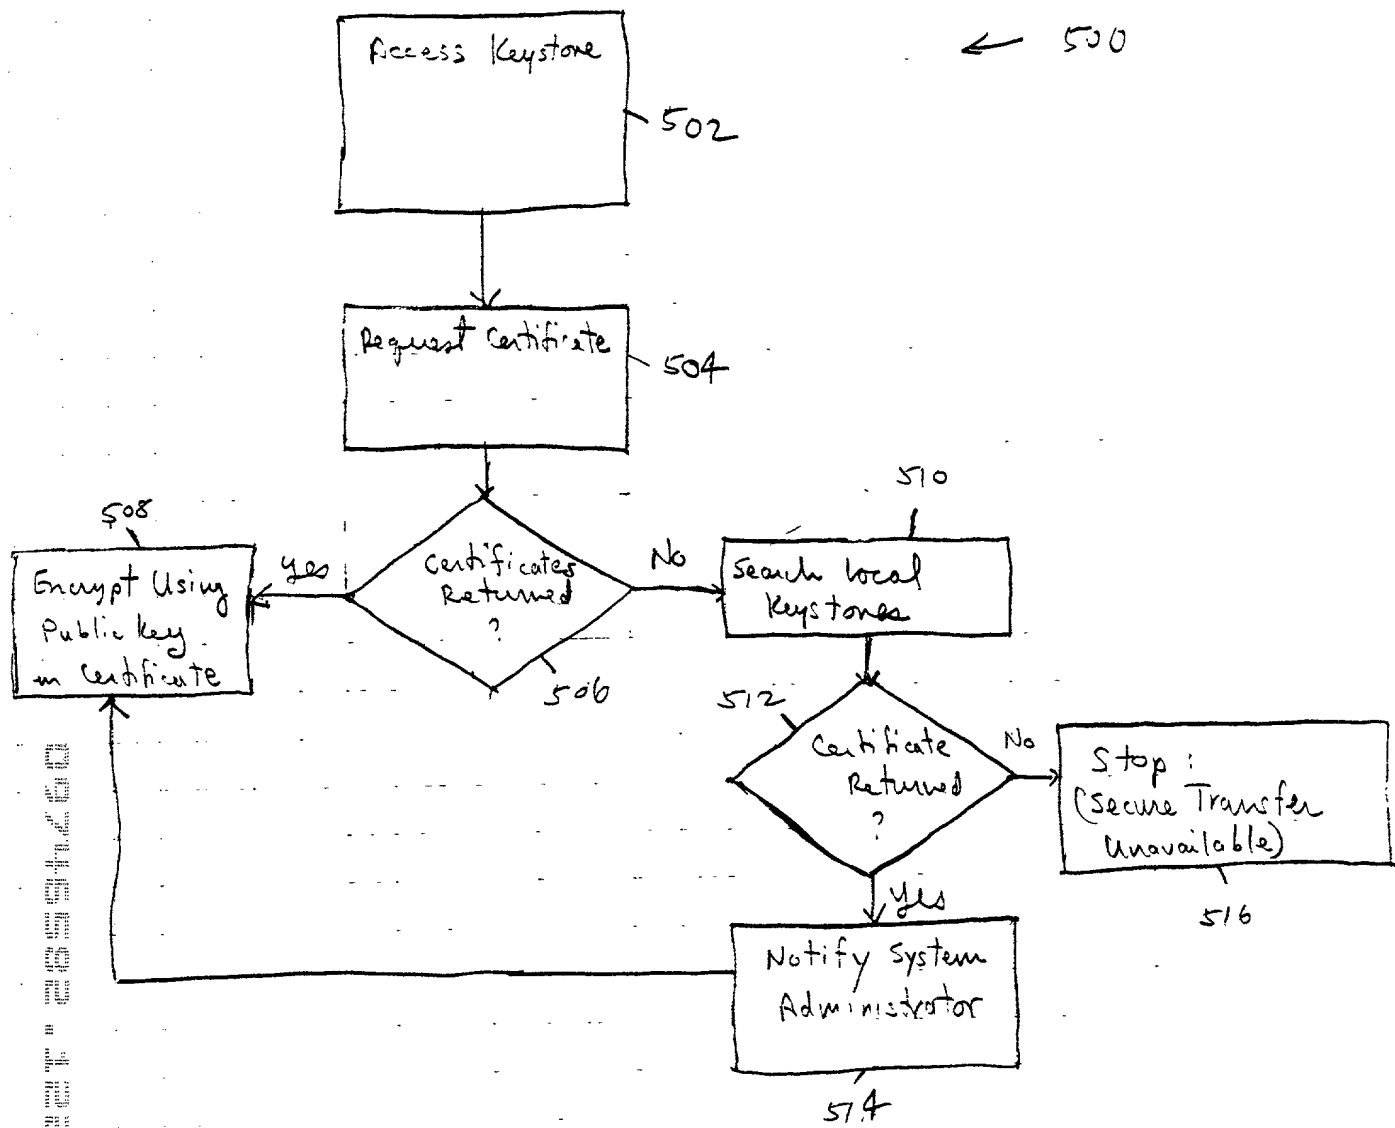 500
Access Keystore
502
Request Certificate
504
510
508
Encrypt Using
Public Key
in Certificate
Yes
Certificates
Returned
?
506
No
Search Local
Keystores
512
Certificate
Returned
?
No
Stop :
(Secure Transfer
Unavailable)
516
Yes
Notify System
Administrator
514